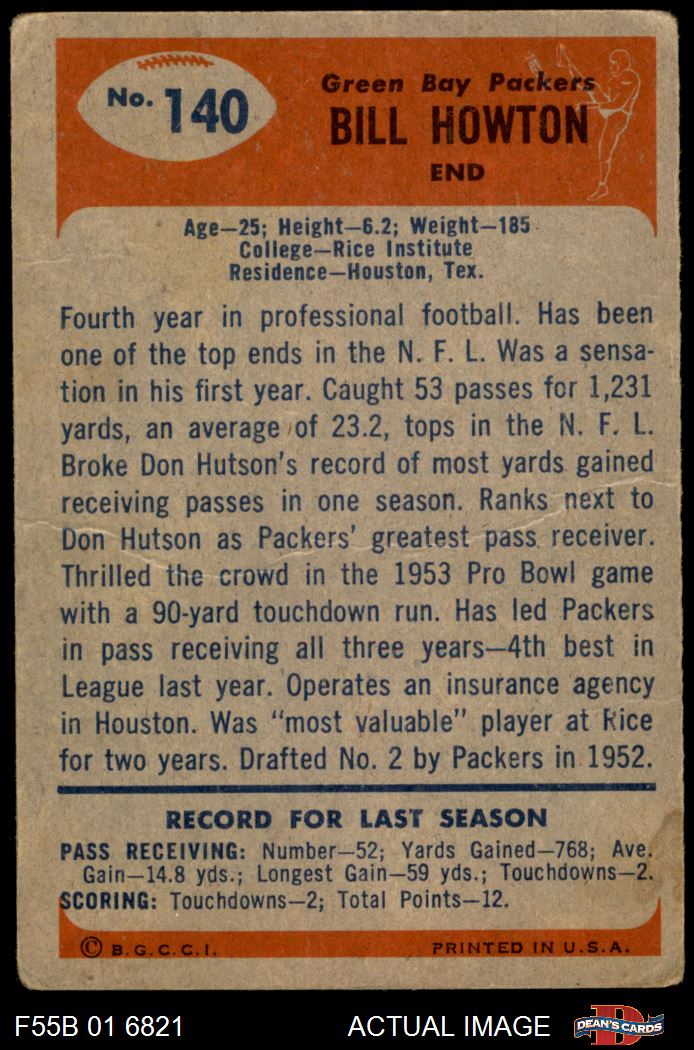 No. 140
Green Bay Packers
BILL HOWTON
END
Age—25; Height—6.2; Weight—185
College—Rice Institute
Residence—Houston, Tex.
Fourth year in professional football. Has been
one of the top ends in the N. F. L. Was a sensa-
tion in his first year. Caught 53 passes for 1,231
yards, an average of 23.2, tops in the N. F. L.
Broke Don Hutson's record of most yards gained
receiving passes in one season. Ranks next to
Don Hutson as Packers' greatest pass receiver.
Thrilled the crowd in the 1953 Pro Bowl game
with a 90-yard touchdown run. Has led Packers
in pass receiving all three years—4th best in
League last year. Operates an insurance agency
in Houston. Was "most valuable" player at Rice
for two years. Drafted No. 2 by Packers in 1952.
RECORD FOR LAST SEASON
PASS RECEIVING: Number—52; Yards Gained—768; Ave.
Gain—14.8 yds.; Longest Gain—59 yds.; Touchdowns—2.
SCORING: Touchdowns—2; Total Points—12.
© B.G.C.C.I. PRINTED IN U.S.A.
F55B 01 6821 ACTUAL IMAGE DEAN'S CARDS